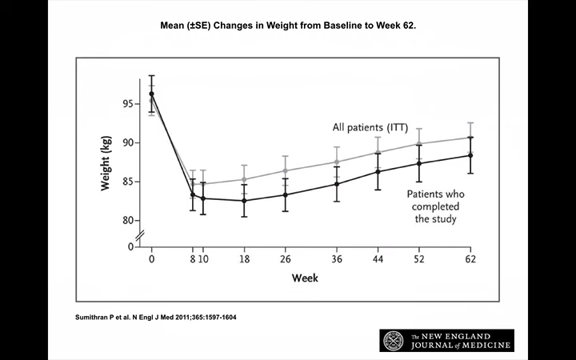 Mean (±SE) Changes in Weight from Baseline to Week 62.
Weight (kg)
95
90
85
80
0
All patients (ITT)
Patients who
completed
the study
0 8 10 18 26 36 44 52 62
Week
Sumithran P et al. N Engl J Med 2011;365:1597-1604
The NEW ENGLAND
JOURNAL of MEDICINE